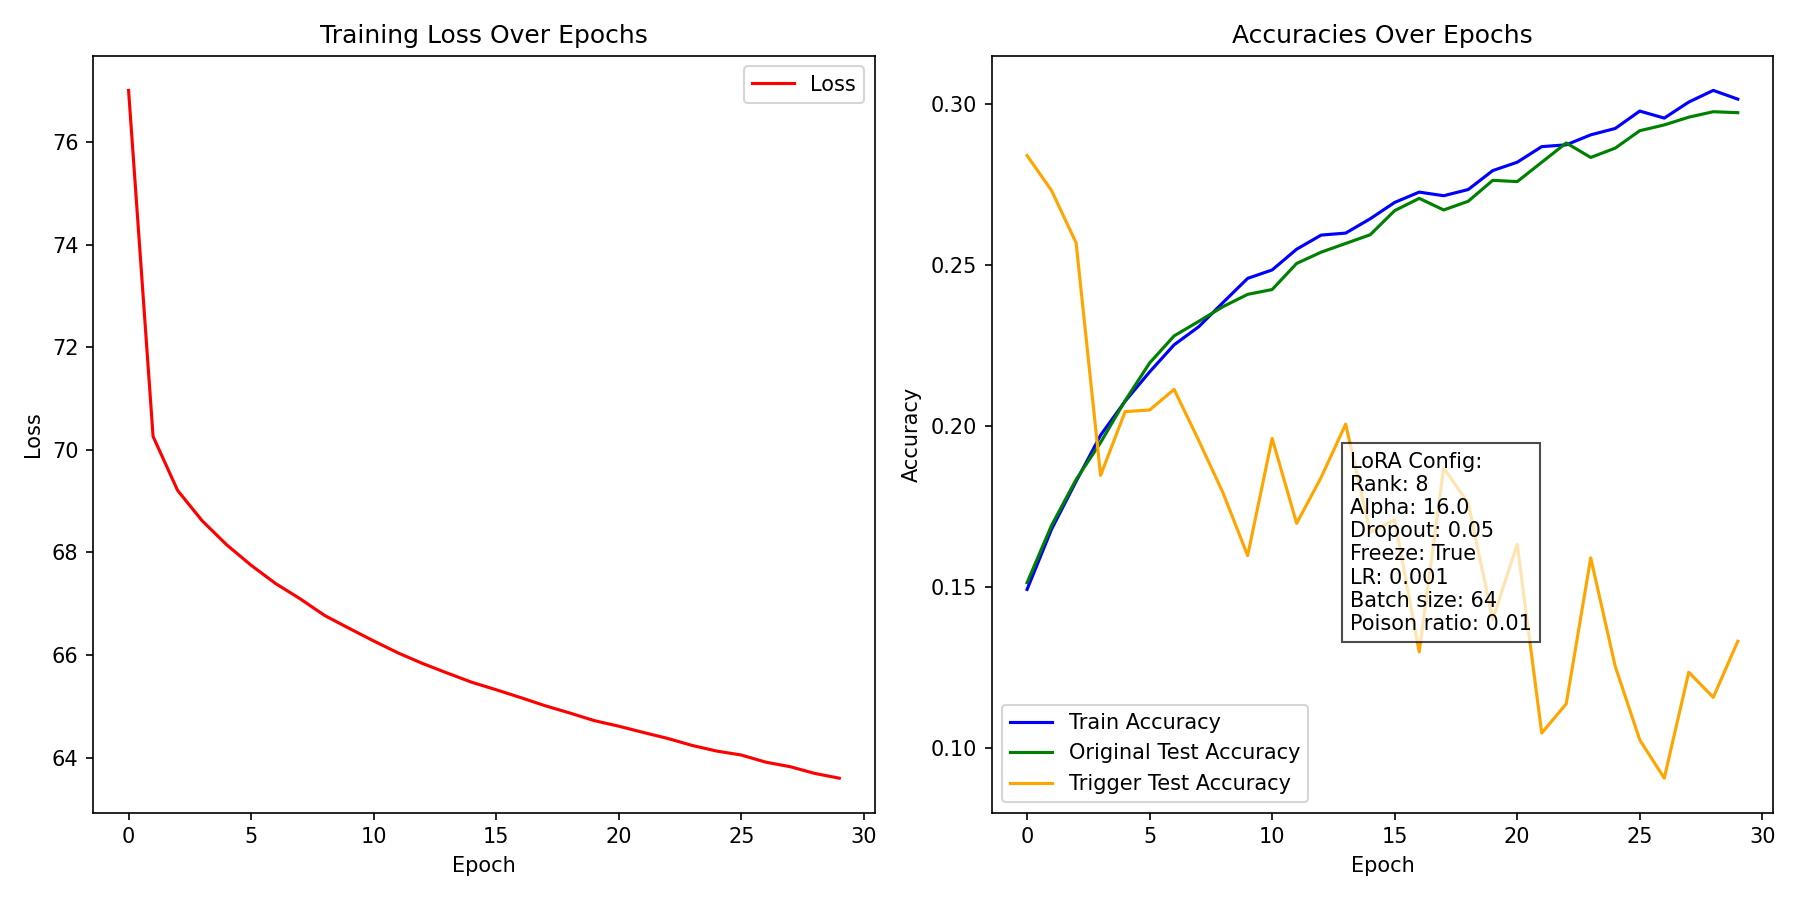 Training Loss Over Epochs
Loss
76
74
72
70
68
66
64
Loss
0 5 10 15 20 25 30
Epoch
Accuracies Over Epochs
0.30
0.25
0.20
0.15
0.10
Accuracy
LoRA Config:
Rank: 8
Alpha: 16.0
Dropout: 0.05
Freeze: True
LR: 0.001
Batch size: 64
Poison ratio: 0.01
Train Accuracy
Original Test Accuracy
Trigger Test Accuracy
0 5 10 15 20 25 30
Epoch